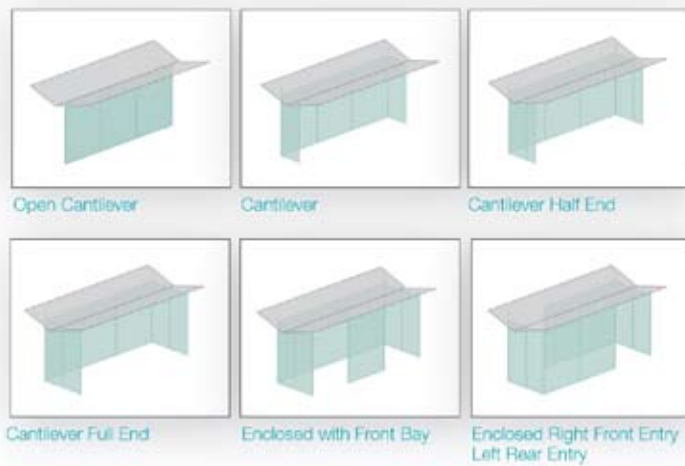 Open Cantilever
Cantilever
Cantilever Half End
Cantilever Full End
Enclosed with Front Bay
Enclosed Right Front Entry
Left Rear Entry